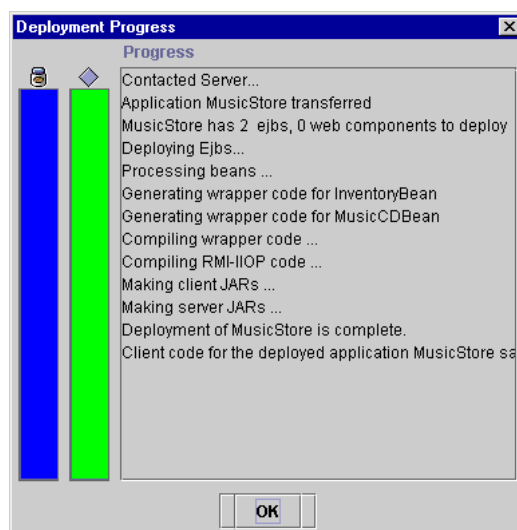 Deployment Progress
Progress
Contacted Server...
Application MusicStore transferred
MusicStore has 2 ejbs, 0 web components to deploy
Deploying Ejbs...
Processing beans ...
Generating wrapper code for InventoryBean
Generating wrapper code for MusicCDBean
Compiling wrapper code ...
Compiling RMI-IIOP code ...
Making client JARs ...
Making server JARs ...
Deployment of MusicStore is complete.
Client code for the deployed application MusicStore sa
OK